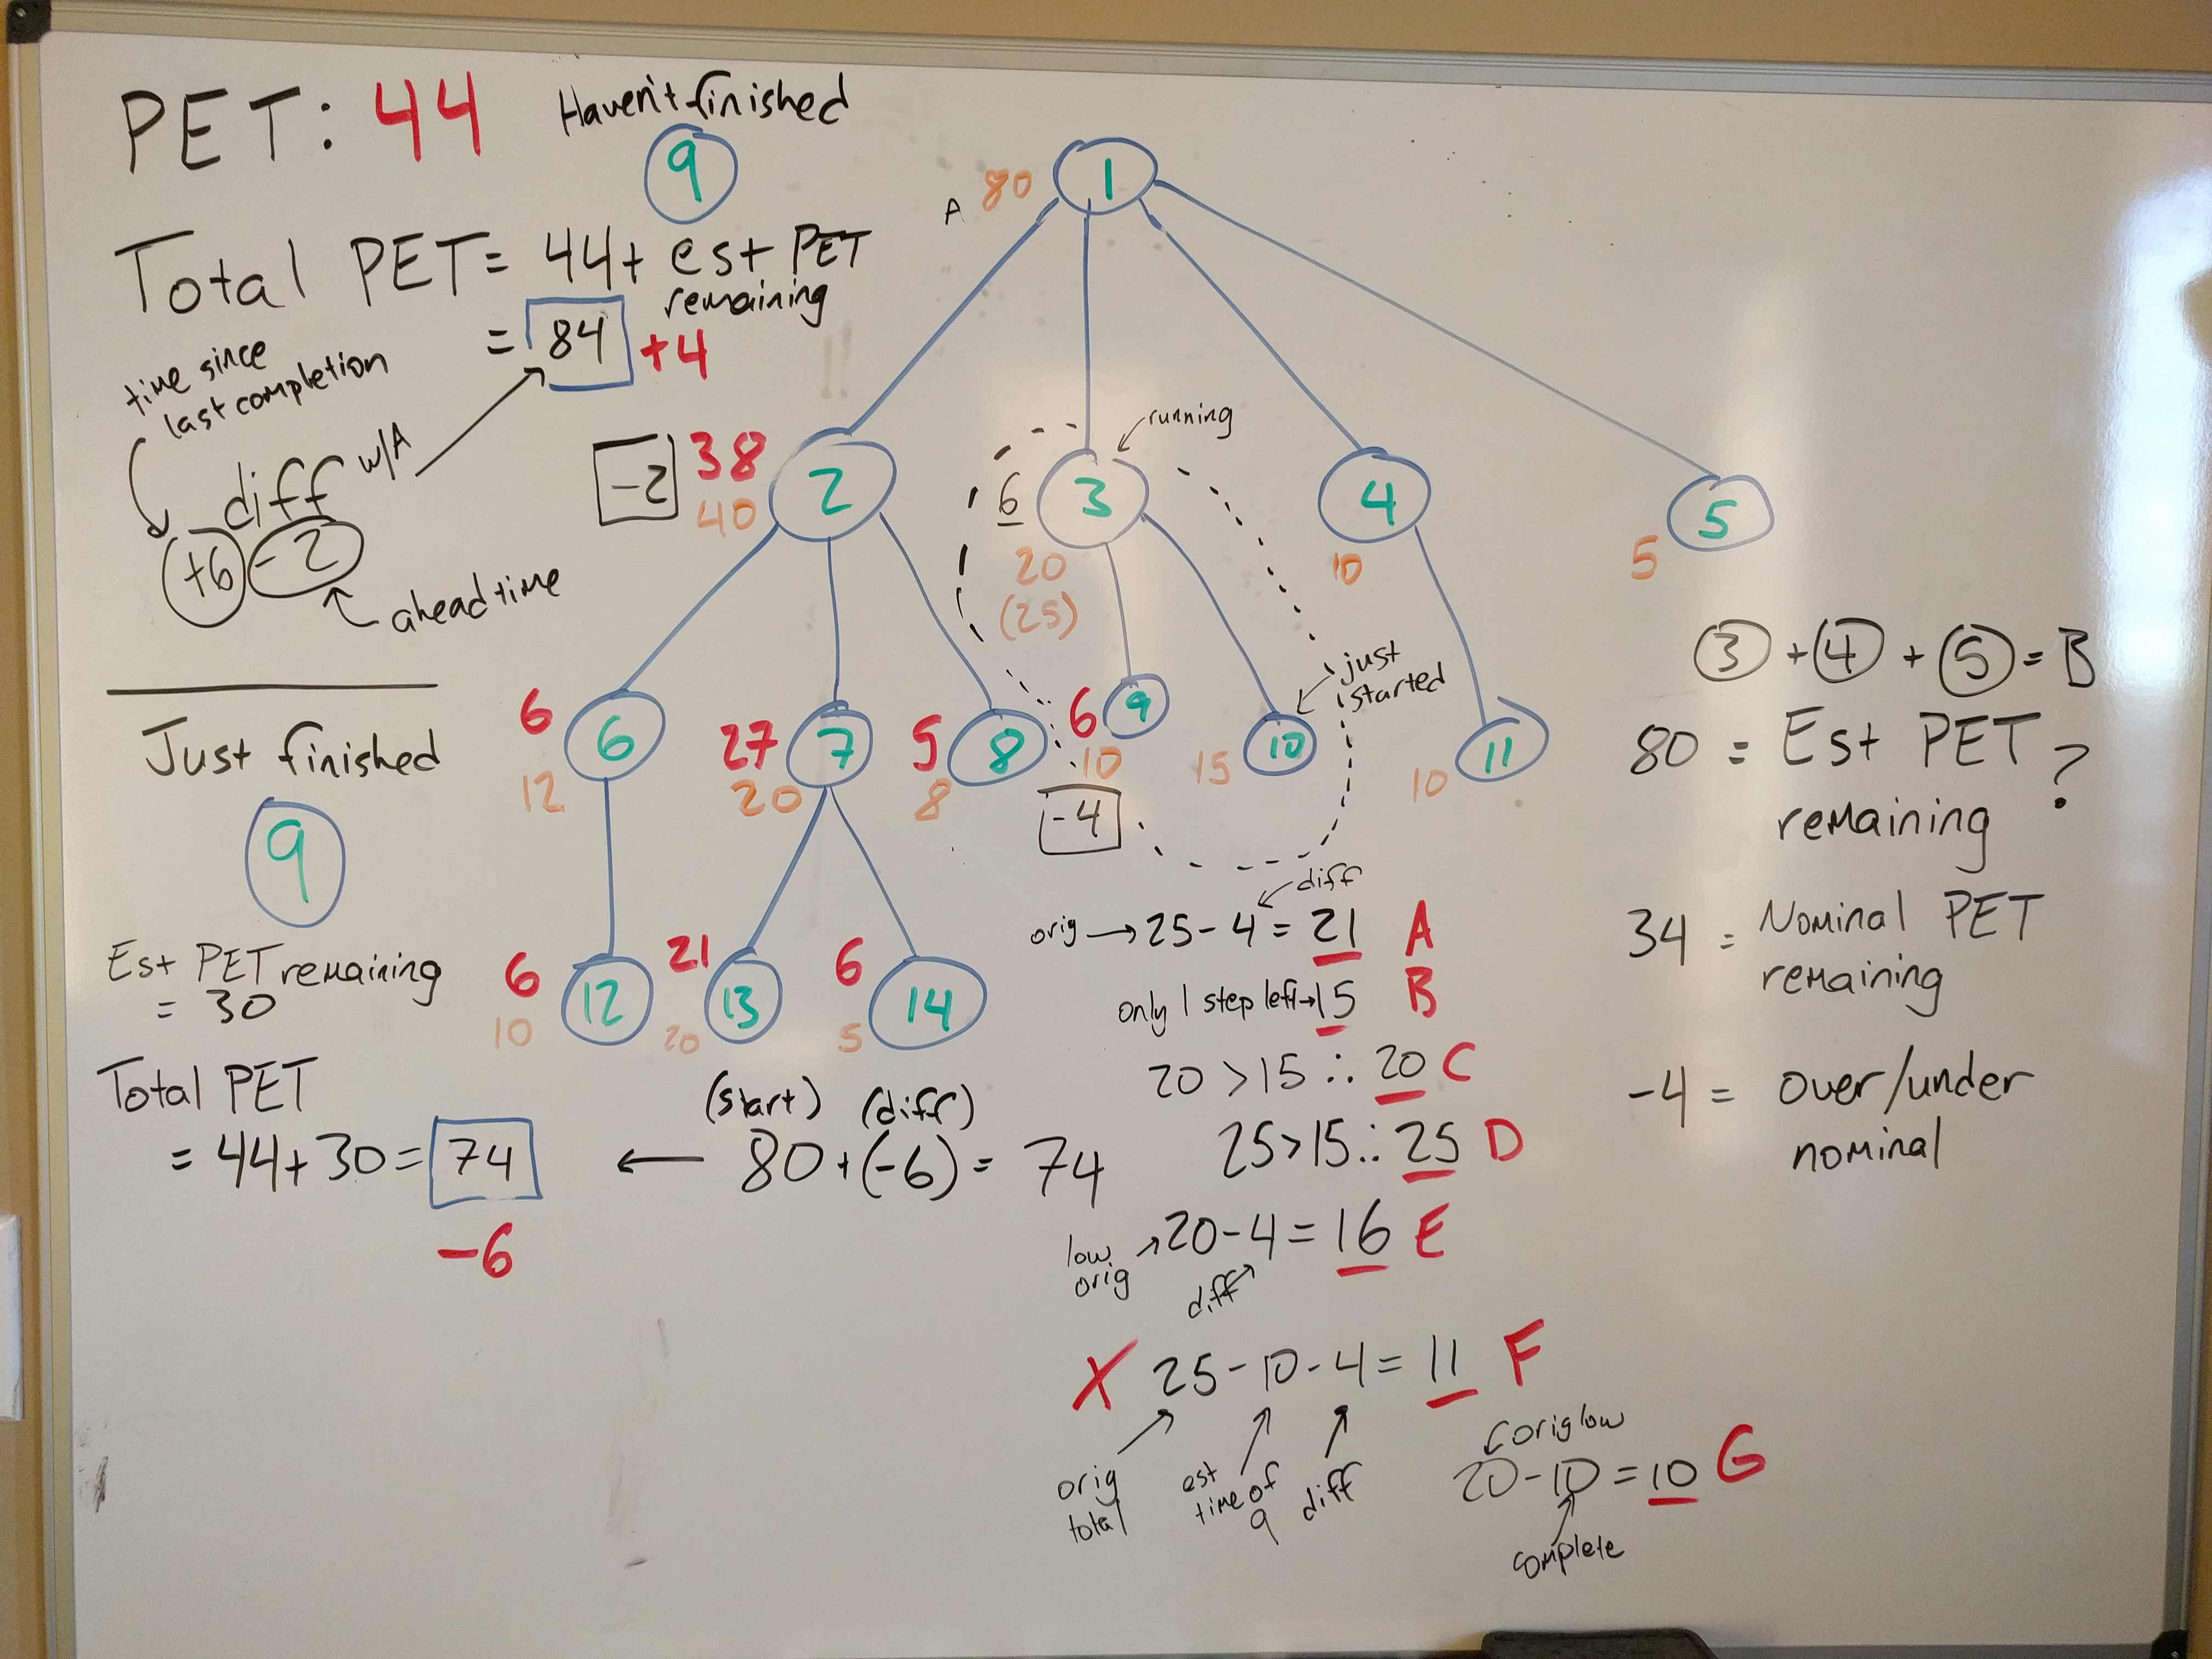 PET: 44
Haven't finished
9
Total PET = 44 + est PET
remaining
= 84 +4
time since
last completion
diff w/A
+6 -2
ahead time
Just finished
9
Est PET remaining
= 30
Total PET
= 44+30 = 74
-6
(start) (diff)
← 80 + (-6) = 74
A 80 1
-2 38
40
2
running
6 3
20
(25)
4
10
5
5
just
started
6
12
6
27
20
7
5
8
8
6
10
9
-4
15
10
10
11
6
10
12
21
20
13
6
5
14
diff
orig → 25 - 4 = 21 A
only 1 step left → 15 B
20 > 15 ∴ 20 C
25 > 15 ∴ 25 D
low
orig
→ 20 - 4 = 16 E
diff
X 25 - 10 - 4 = 11 F
orig
total
est
time of
9
diff
orig low
20 - 10 = 10 G
complete
3 + 4 + 5 = B
80 = Est PET
remaining ?
34 = Nominal PET
remaining
-4 = over/under
nominal